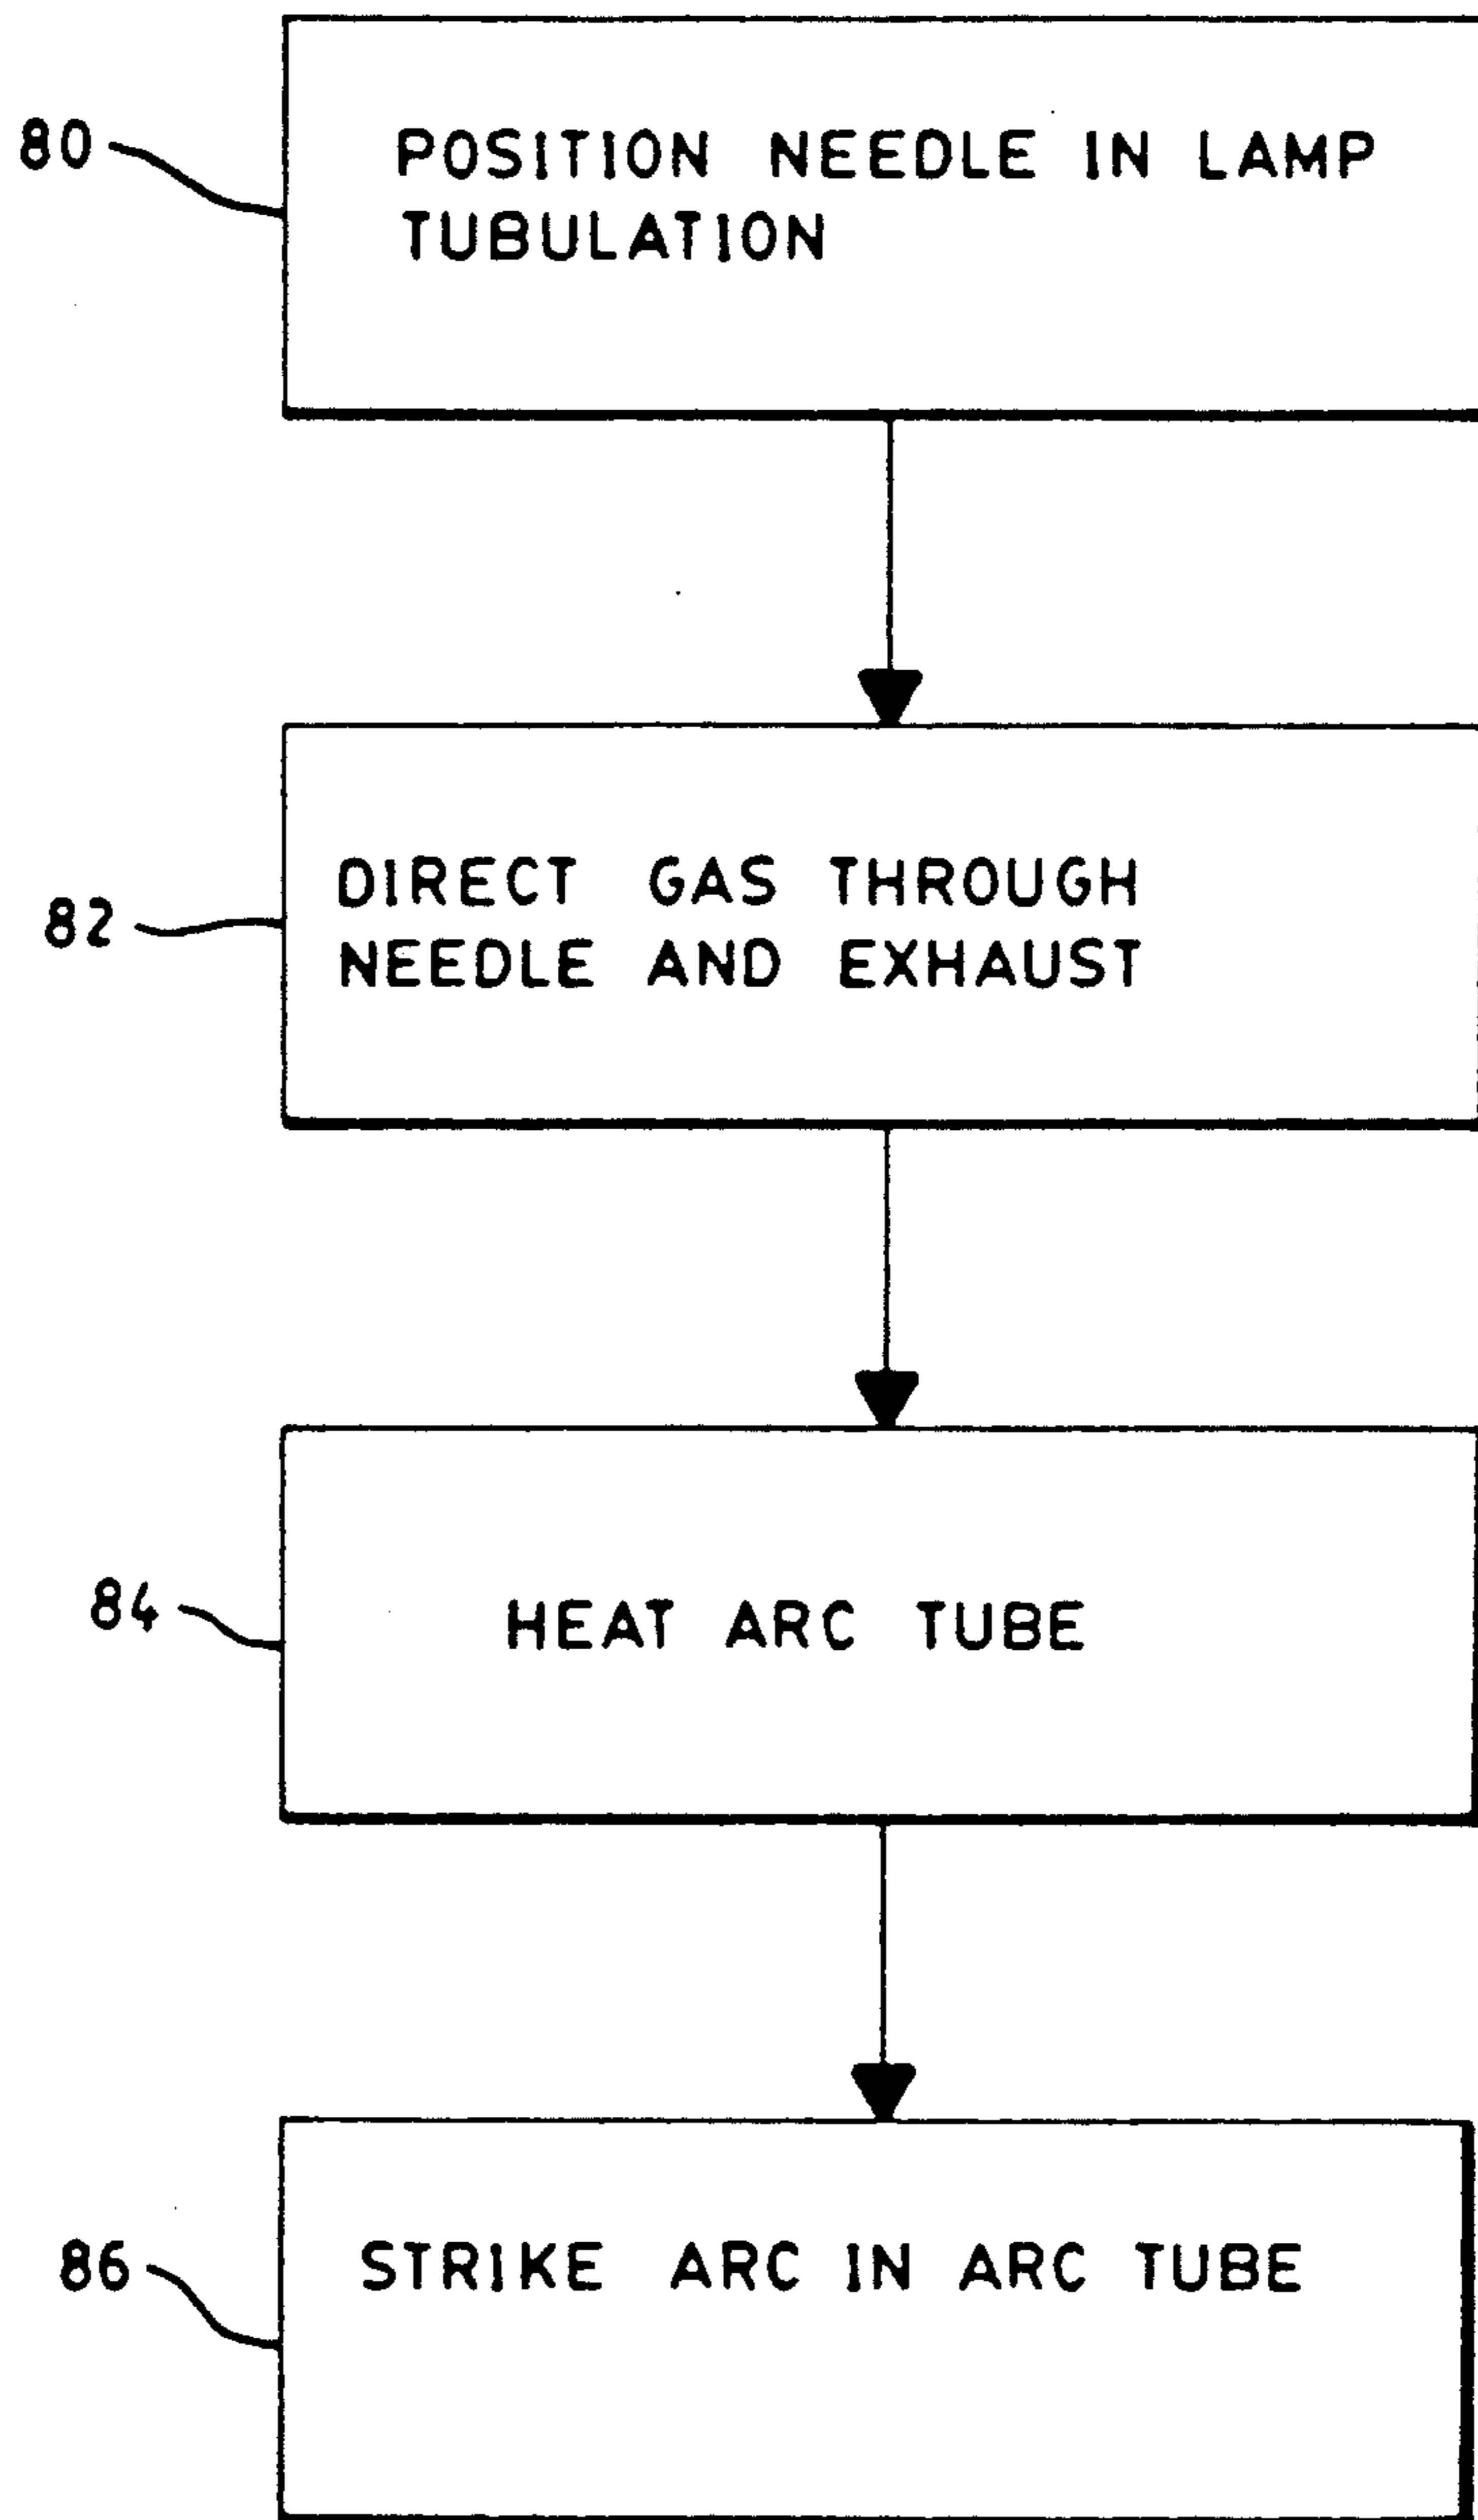 80
POSITION NEEDLE IN LAMP
TUBULATION
82
DIRECT GAS THROUGH
NEEDLE AND EXHAUST
84
HEAT ARC TUBE
86
STRIKE ARC IN ARC TUBE